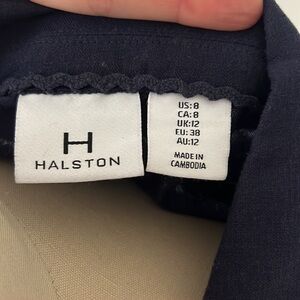 H
HALSTON
US: 8
CA: 8
UK:12
EU: 38
AU:12
MADE IN
CAMBODIA